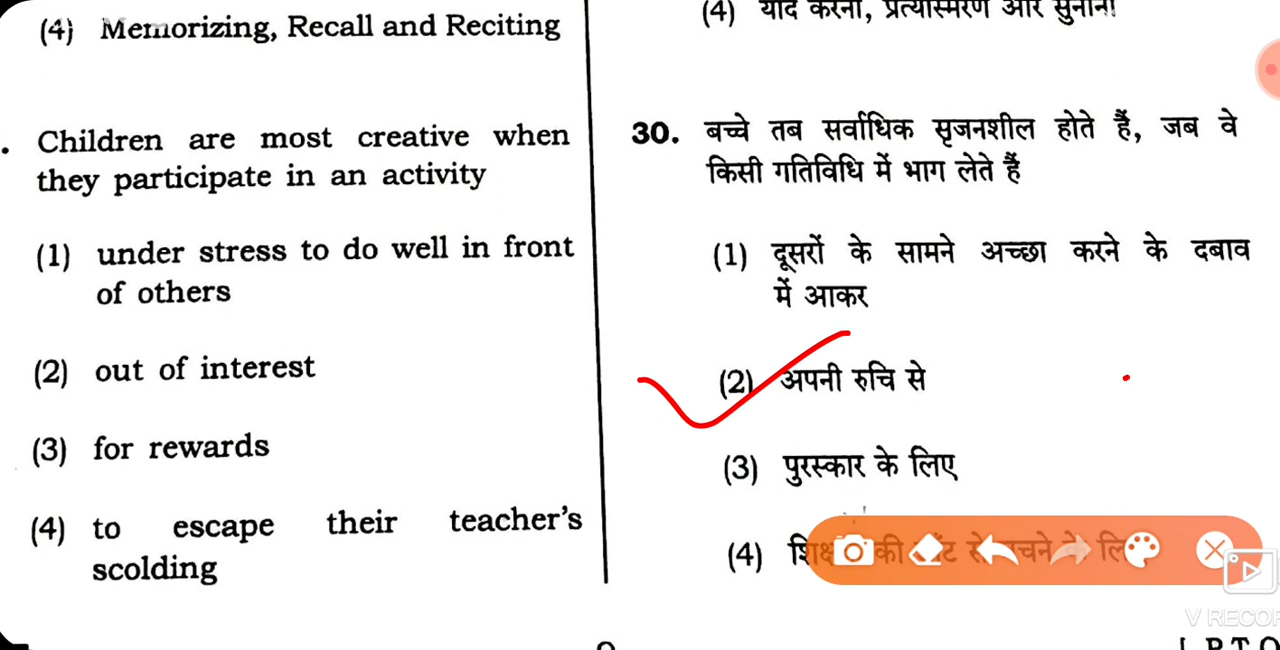 (4) Memorizing, Recall and Reciting
. Children are most creative when
they participate in an activity
(1) under stress to do well in front
of others
(2) out of interest
(3) for rewards
(4) to escape their teacher's
scolding
(4) याद करना, प्रत्यास्मरण और सुनाना
30. बच्चे तब सर्वाधिक सृजनशील होते हैं, जब वे
किसी गतिविधि में भाग लेते हैं
(1) दूसरों के सामने अच्छा करने के दबाव
में आकर
(2) अपनी रुचि से
(3) पुरस्कार के लिए
(4) की से
V RECOR